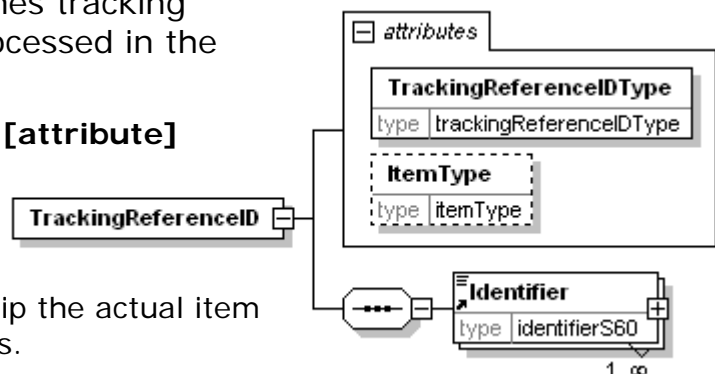 nes tracking
ocessed in the
[attribute]
ip the actual item
s.
attributes
TrackingReferenceIDType
type trackingReferenceIDType
ItemType
type itemType
TrackingReferenceID
Identifier
type identifierS60
1..∞